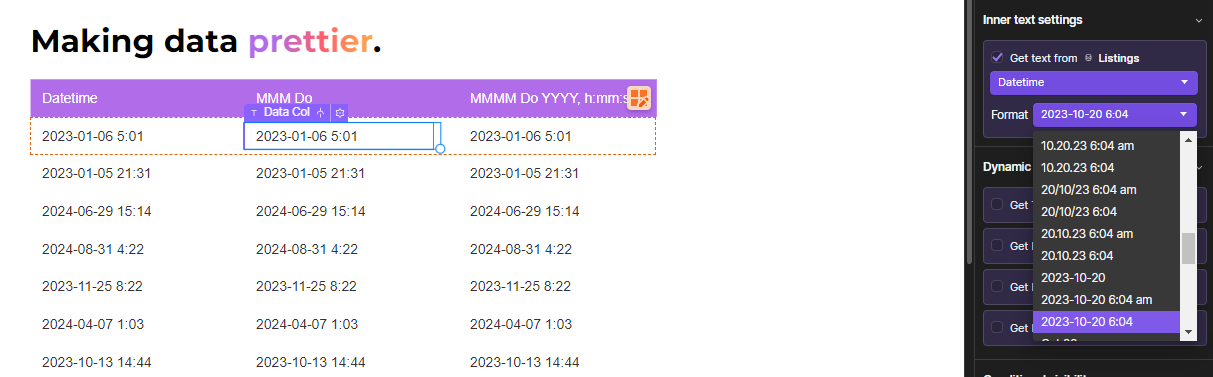 Making data prettier.
Datetime MMM Do MMMM Do YYYY, h:mm:s
T Data Col
2023-01-06 5:01 2023-01-06 5:01 2023-01-06 5:01
2023-01-05 21:31 2023-01-05 21:31 2023-01-05 21:31
2024-06-29 15:14 2024-06-29 15:14 2024-06-29 15:14
2024-08-31 4:22 2024-08-31 4:22 2024-08-31 4:22
2023-11-25 8:22 2023-11-25 8:22 2023-11-25 8:22
2024-04-07 1:03 2024-04-07 1:03 2024-04-07 1:03
2023-10-13 14:44 2023-10-13 14:44 2023-10-13 14:44
Inner text settings
Get text from Listings
Datetime
Format 2023-10-20 6:04
10.20.23 6:04 am
10.20.23 6:04
20/10/23 6:04 am
20/10/23 6:04
20.10.23 6:04 am
20.10.23 6:04
2023-10-20
2023-10-20 6:04 am
2023-10-20 6:04
Dynamic
Get
Get
Get
Get